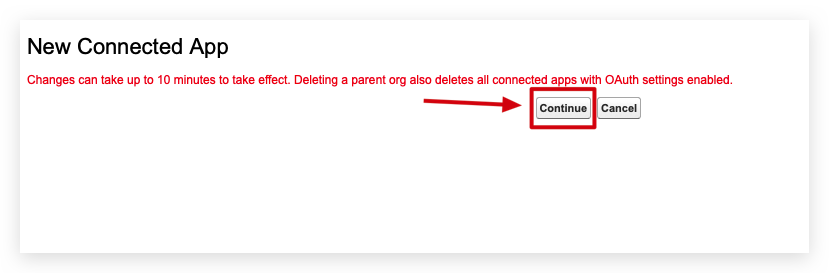 New Connected App
Changes can take up to 10 minutes to take effect. Deleting a parent org also deletes all connected apps with OAuth settings enabled.
Continue Cancel